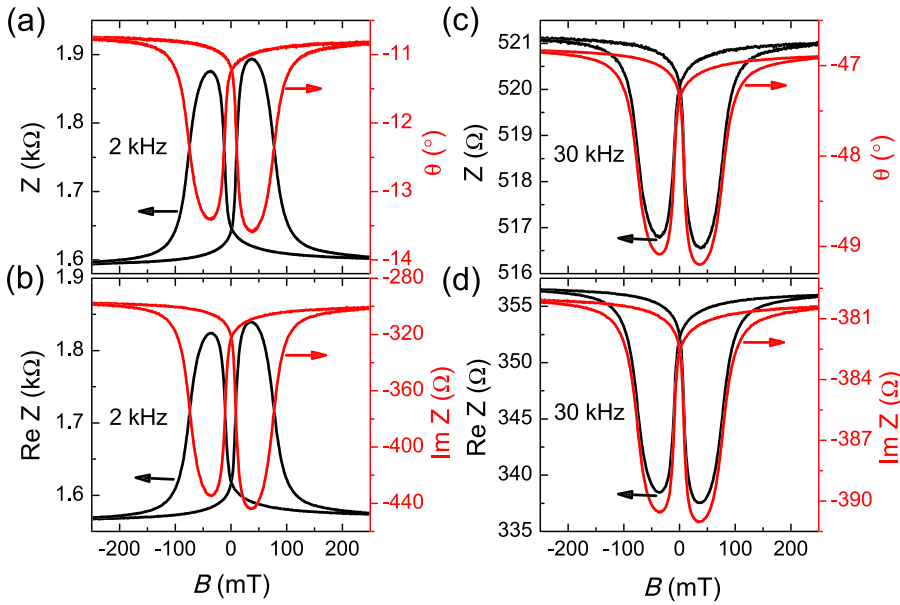 (a)
1.9
1.8
1.7
1.6
Z (kΩ)
2 kHz
-11
-12
-13
-14
θ (°)
(c)
521
520
519
518
517
516
Z (Ω)
30 kHz
-47
-48
-49
θ (°)
(b)
1.9
1.8
1.7
1.6
Re Z (kΩ)
2 kHz
-280
-320
-360
-400
-440
Im Z (Ω)
-200 -100 0 100 200
B (mT)
(d)
355
350
345
340
335
Re Z (Ω)
30 kHz
-381
-384
-387
-390
Im Z (Ω)
-200 -100 0 100 200
B (mT)